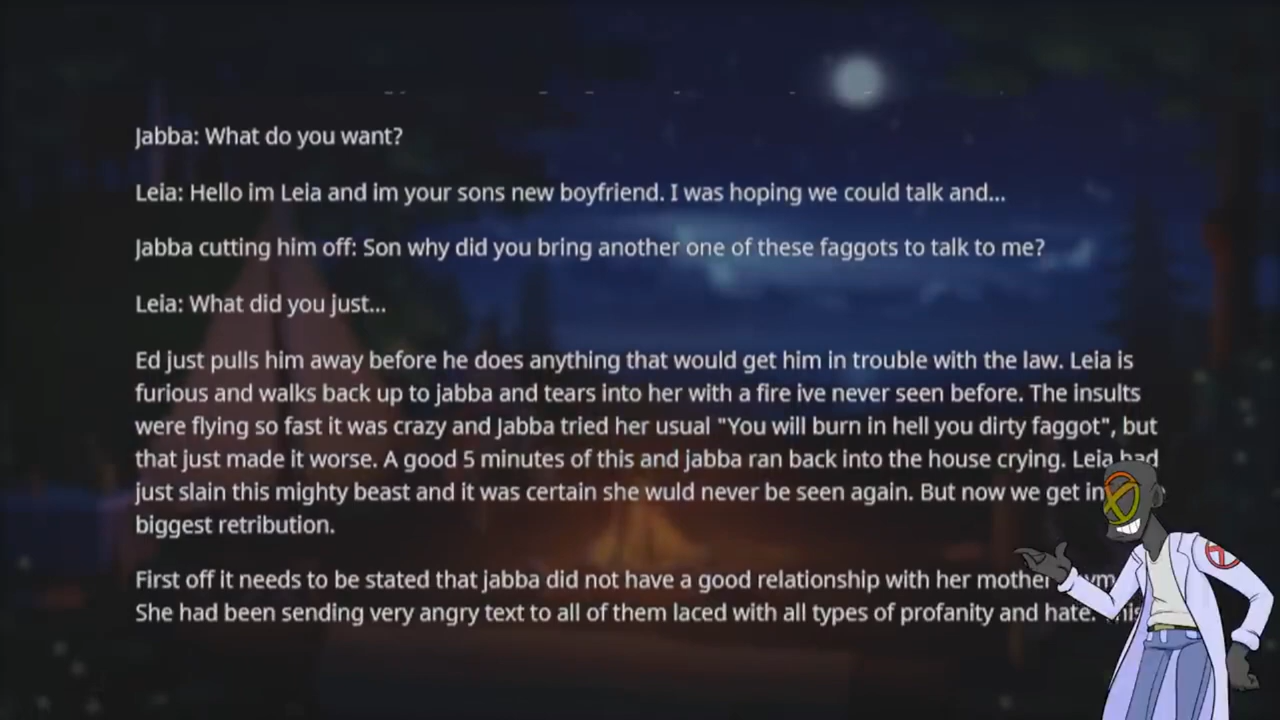 Jabba: What do you want?
Leia: Hello im Leia and im your sons new boyfriend. I was hoping we could talk and...
Jabba cutting him off: Son why did you bring another one of these faggots to talk to me?
Leia: What did you just...
Ed just pulls him away before he does anything that would get him in trouble with the law. Leia is
furious and walks back up to jabba and tears into her with a fire ive never seen before. The insults
were flying so fast it was crazy and Jabba tried her usual "You will burn in hell you dirty faggot", but
that just made it worse. A good 5 minutes of this and jabba ran back into the house crying. Leia had
just slain this mighty beast and it was certain she wuld never be seen again. But now we get in
biggest retribution.
First off it needs to be stated that jabba did not have a good relationship with her mother
She had been sending very angry text to all of them laced with all types of profanity and hate.